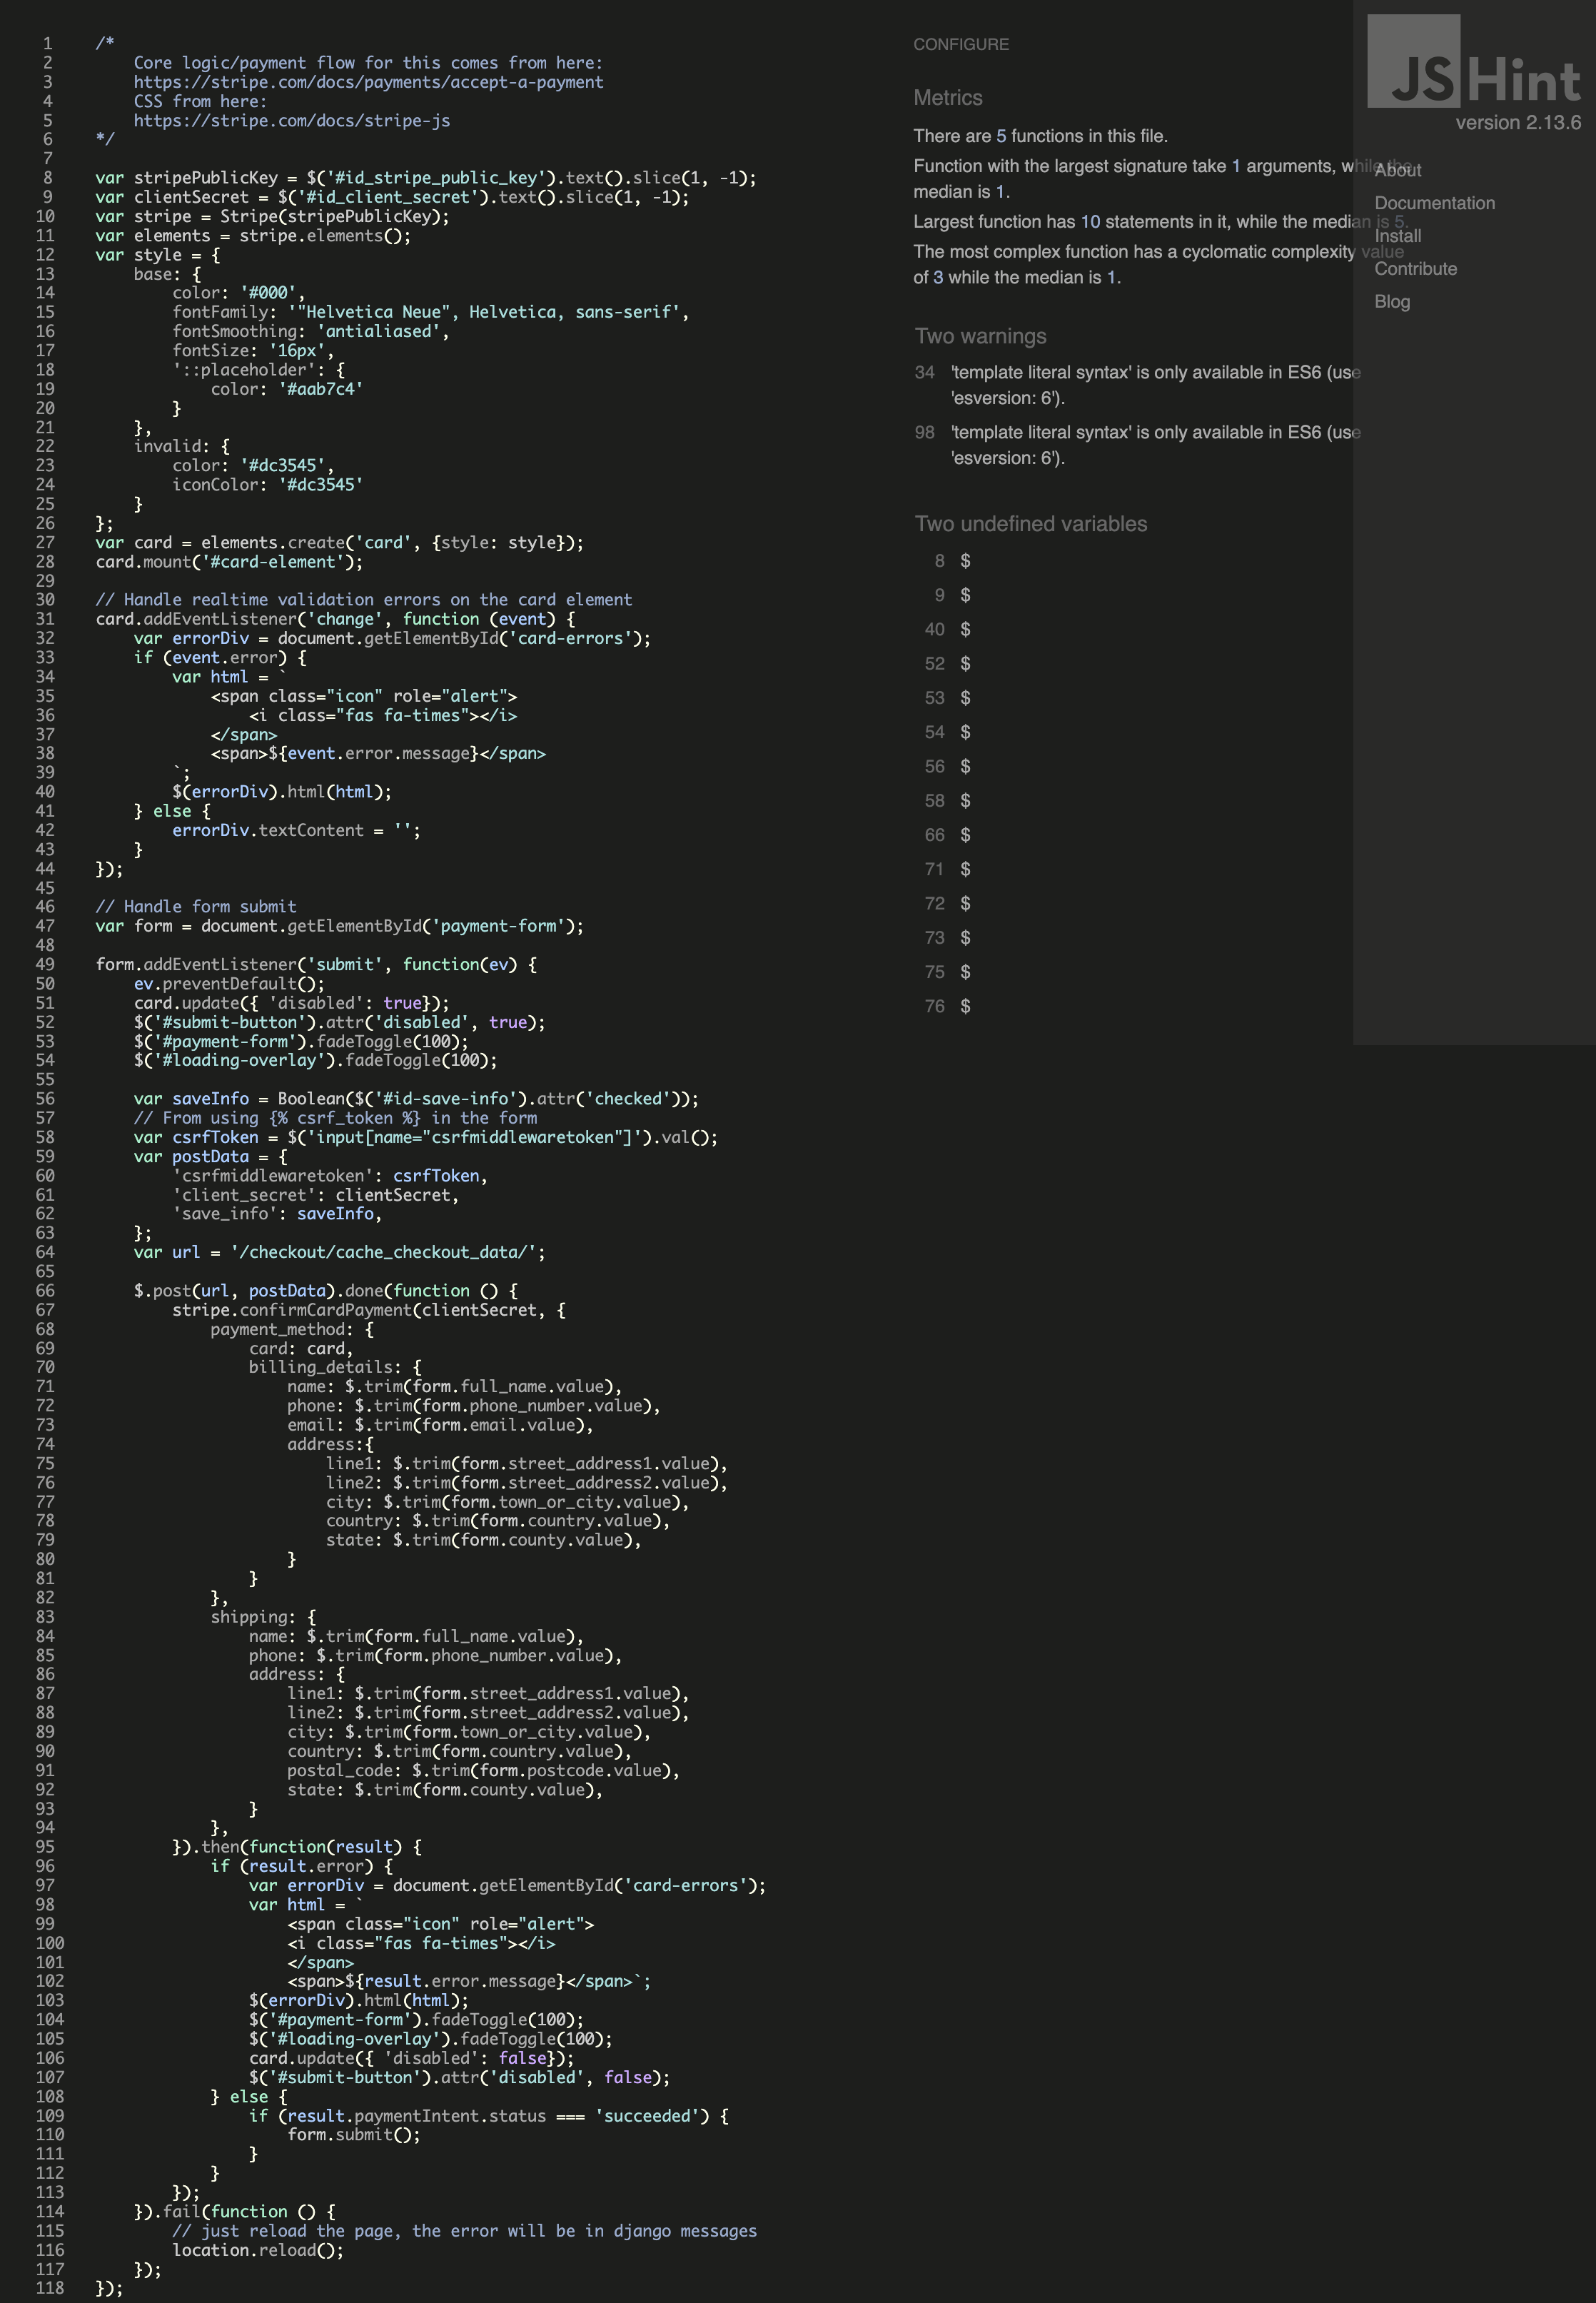 1 /*
2 Core logic/payment flow for this comes from here:
3 https://stripe.com/docs/payments/accept-a-payment
4 CSS from here:
5 https://stripe.com/docs/stripe-js
6 */
7
8 var stripePublicKey = $('#id_stripe_public_key').text().slice(1, -1);
9 var clientSecret = $('#id_client_secret').text().slice(1, -1);
10 var stripe = Stripe(stripePublicKey);
11 var elements = stripe.elements();
12 var style = {
13 base: {
14 color: '#000',
15 fontFamily: '"Helvetica Neue", Helvetica, sans-serif',
16 fontSmoothing: 'antialiased',
17 fontSize: '16px',
18 '::placeholder': {
19 color: '#aab7c4'
20 }
21 },
22 invalid: {
23 color: '#dc3545',
24 iconColor: '#dc3545'
25 }
26 };
27 var card = elements.create('card', {style: style});
28 card.mount('#card-element');
29
30 // Handle realtime validation errors on the card element
31 card.addEventListener('change', function (event) {
32 var errorDiv = document.getElementById('card-errors');
33 if (event.error) {
34 var html = `
35 <span class="icon" role="alert">
36 <i class="fas fa-times"></i>
37 </span>
38 <span>${event.error.message}</span>
39 `;
40 $(errorDiv).html(html);
41 } else {
42 errorDiv.textContent = '';
43 }
44 });
45
46 // Handle form submit
47 var form = document.getElementById('payment-form');
48
49 form.addEventListener('submit', function(ev) {
50 ev.preventDefault();
51 card.update({ 'disabled': true});
52 $('#submit-button').attr('disabled', true);
53 $('#payment-form').fadeToggle(100);
54 $('#loading-overlay').fadeToggle(100);
55
56 var saveInfo = Boolean($('#id-save-info').attr('checked'));
57 // From using {% csrf_token %} in the form
58 var csrfToken = $('input[name="csrfmiddlewaretoken"]').val();
59 var postData = {
60 'csrfmiddlewaretoken': csrfToken,
61 'client_secret': clientSecret,
62 'save_info': saveInfo,
63 };
64 var url = '/checkout/cache_checkout_data/';
65
66 $.post(url, postData).done(function () {
67 stripe.confirmCardPayment(clientSecret, {
68 payment_method: {
69 card: card,
70 billing_details: {
71 name: $.trim(form.full_name.value),
72 phone: $.trim(form.phone_number.value),
73 email: $.trim(form.email.value),
74 address:{
75 line1: $.trim(form.street_address1.value),
76 line2: $.trim(form.street_address2.value),
77 city: $.trim(form.town_or_city.value),
78 country: $.trim(form.country.value),
79 state: $.trim(form.county.value),
80 }
81 }
82 },
83 shipping: {
84 name: $.trim(form.full_name.value),
85 phone: $.trim(form.phone_number.value),
86 address: {
87 line1: $.trim(form.street_address1.value),
88 line2: $.trim(form.street_address2.value),
89 city: $.trim(form.town_or_city.value),
90 country: $.trim(form.country.value),
91 postal_code: $.trim(form.postcode.value),
92 state: $.trim(form.county.value),
93 }
94 },
95 }).then(function(result) {
96 if (result.error) {
97 var errorDiv = document.getElementById('card-errors');
98 var html = `
99 <span class="icon" role="alert">
100 <i class="fas fa-times"></i>
101 </span>
102 <span>${result.error.message}</span>`;
103 $(errorDiv).html(html);
104 $('#payment-form').fadeToggle(100);
105 $('#loading-overlay').fadeToggle(100);
106 card.update({ 'disabled': false});
107 $('#submit-button').attr('disabled', false);
108 } else {
109 if (result.paymentIntent.status === 'succeeded') {
110 form.submit();
111 }
112 }
113 });
114 }).fail(function () {
115 // just reload the page, the error will be in django messages
116 location.reload();
117 });
118 });
CONFIGURE
Metrics
There are 5 functions in this file.
Function with the largest signature take 1 arguments, while the
median is 1.
Largest function has 10 statements in it, while the median is 5.
The most complex function has a cyclomatic complexity value
of 3 while the median is 1.
Two warnings
34 'template literal syntax' is only available in ES6 (use
'esversion: 6').
98 'template literal syntax' is only available in ES6 (use
'esversion: 6').
Two undefined variables
8 $
9 $
40 $
52 $
53 $
54 $
56 $
58 $
66 $
71 $
72 $
73 $
75 $
76 $
JSHint
version 2.13.6
About
Documentation
Install
Contribute
Blog